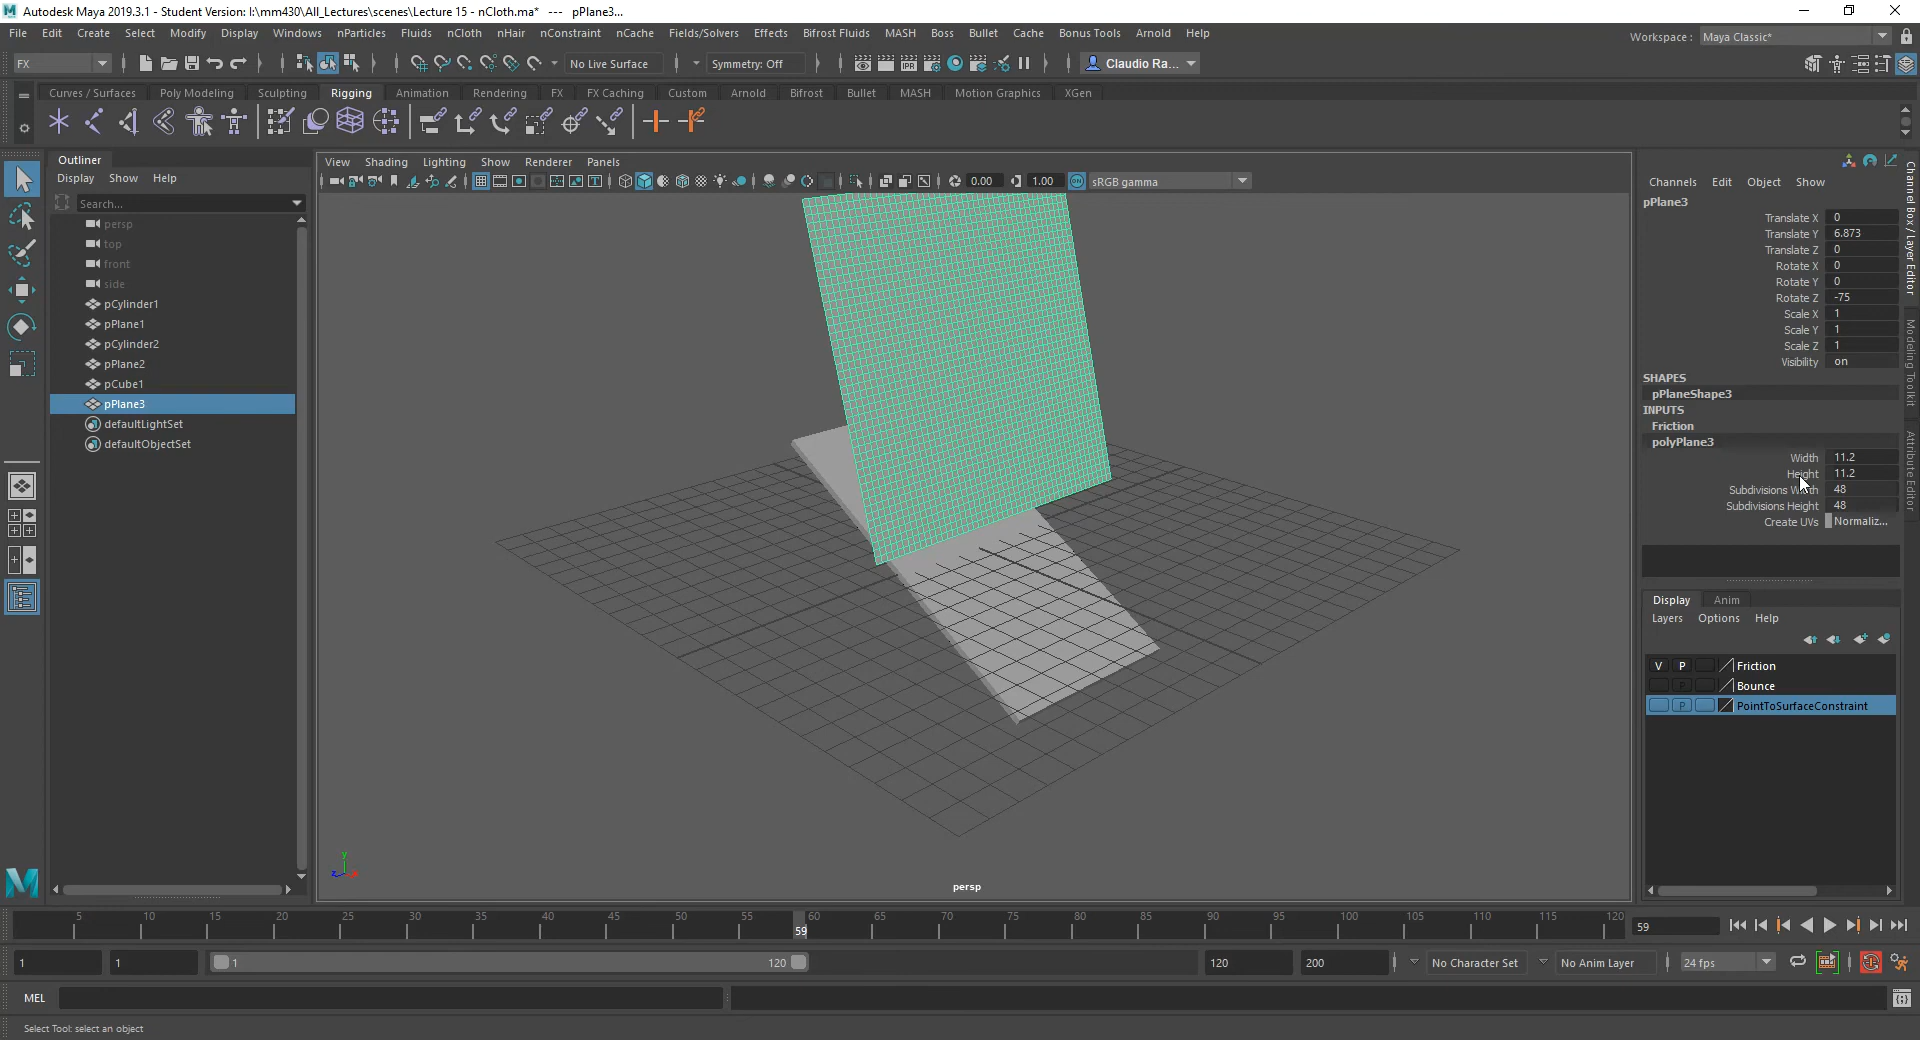 Autodesk Maya 2019.3.1 - Student Version: I:\mm430\All_Lectures\scenes\Lecture 15 - nCloth.ma*  ---  pPlane3...
File Edit Create Select Modify Display Windows nParticles Fluids nCloth nHair nConstraint nCache Fields/Solvers Effects Bifrost Fluids MASH Boss Bullet Cache Bonus Tools Arnold Help
Workspace : Maya Classic*
FX No Live Surface Symmetry: Off Claudio Ra...
Curves / Surfaces Poly Modeling Sculpting Rigging Animation Rendering FX FX Caching Custom Arnold Bifrost Bullet MASH Motion Graphics XGen
Outliner
Display Show Help
Search...
persp
top
front
side
pCylinder1
pPlane1
pCylinder2
pPlane2
pCube1
pPlane3
defaultLightSet
defaultObjectSet
View Shading Lighting Show Renderer Panels
0.00 1.00 ON sRGB gamma
y
z x
persp
Channels Edit Object Show
pPlane3
Translate X 0
Translate Y 6.873
Translate Z 0
Rotate X 0
Rotate Y 0
Rotate Z -75
Scale X 1
Scale Y 1
Scale Z 1
Visibility on
SHAPES
pPlaneShape3
INPUTS
Friction
polyPlane3
Width 11.2
Height 11.2
Subdivisions Width 48
Subdivisions Height 48
Create UVs Normaliz...
Channel Box / Layer Editor
Modeling Toolkit
Attribute Editor
Display Anim
Layers Options Help
V P Friction
P Bounce
P PointToSurfaceConstraint
5 10 15 20 25 30 35 40 45 50 55 60 65 70 75 80 85 90 95 100 105 110 115 120
59
59
1 1 1 120 120 200 No Character Set No Anim Layer 24 fps
MEL
Select Tool: select an object